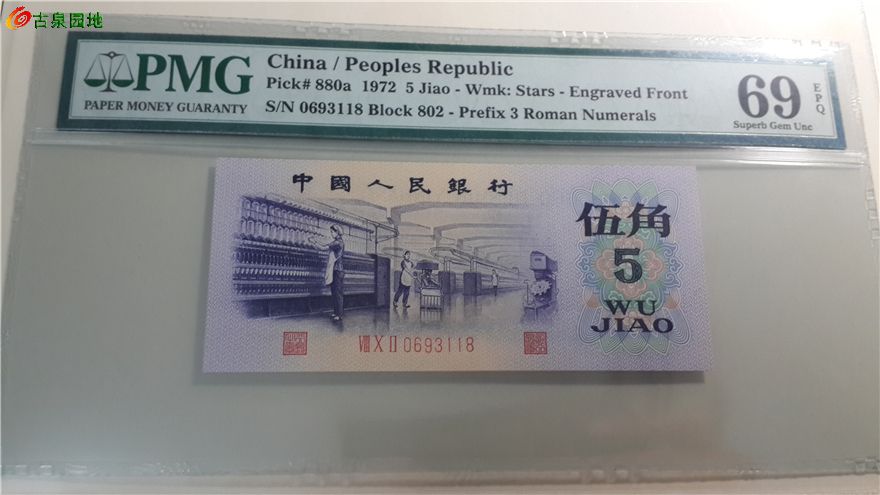 古泉园地
PMG
PAPER MONEY GUARANTY
China / Peoples Republic
Pick# 880a 1972 5 Jiao - Wmk: Stars - Engraved Front
S/N 0693118 Block 802 - Prefix 3 Roman Numerals
69
EPQ
Superb Gem Unc
中國人民銀行
伍角
5
WU
JIAO
Ⅷ Ⅹ Ⅱ 0693118